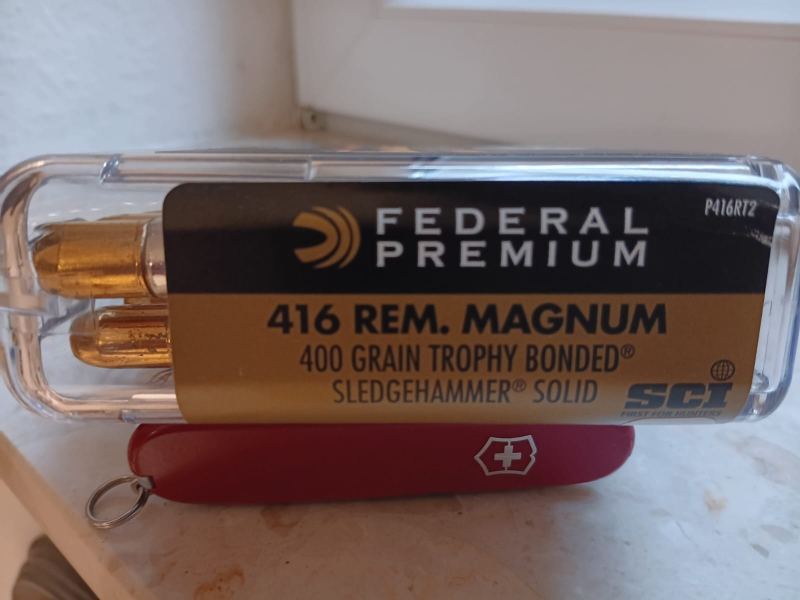 FEDERAL
PREMIUM
P416RT2
416 REM. MAGNUM
400 GRAIN TROPHY BONDED®
SLEDGEHAMMER® SOLID
SCI
FIRST FOR HUNTERS